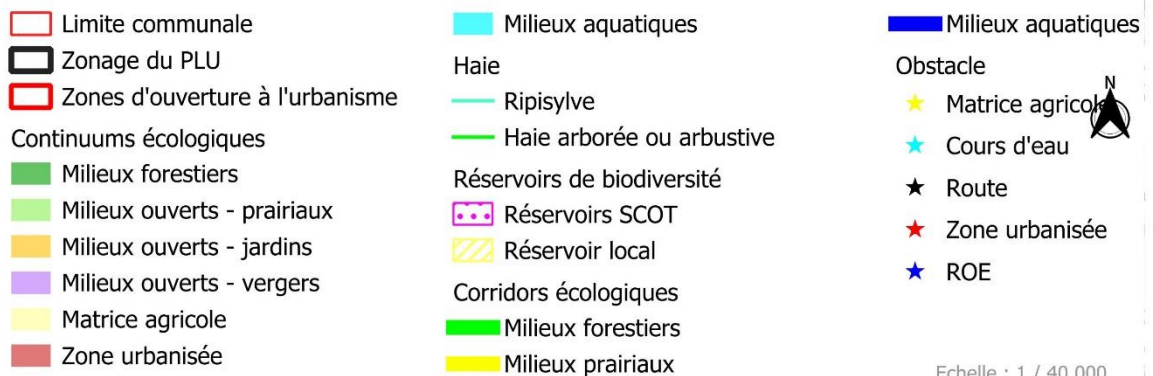 Limite communale
Zonage du PLU
Zones d'ouverture à l'urbanisme
Continuums écologiques
Milieux forestiers
Milieux ouverts - prairiaux
Milieux ouverts - jardins
Milieux ouverts - vergers
Matrice agricole
Zone urbanisée
Milieux aquatiques
Haie
Ripisylve
Haie arborée ou arbustive
Réservoirs de biodiversité
Réservoirs SCOT
Réservoir local
Corridors écologiques
Milieux forestiers
Milieux prairiaux
Milieux aquatiques
Obstacle
N
Matrice agricole
Cours d'eau
Route
Zone urbanisée
ROE
Echelle : 1 / 40 000